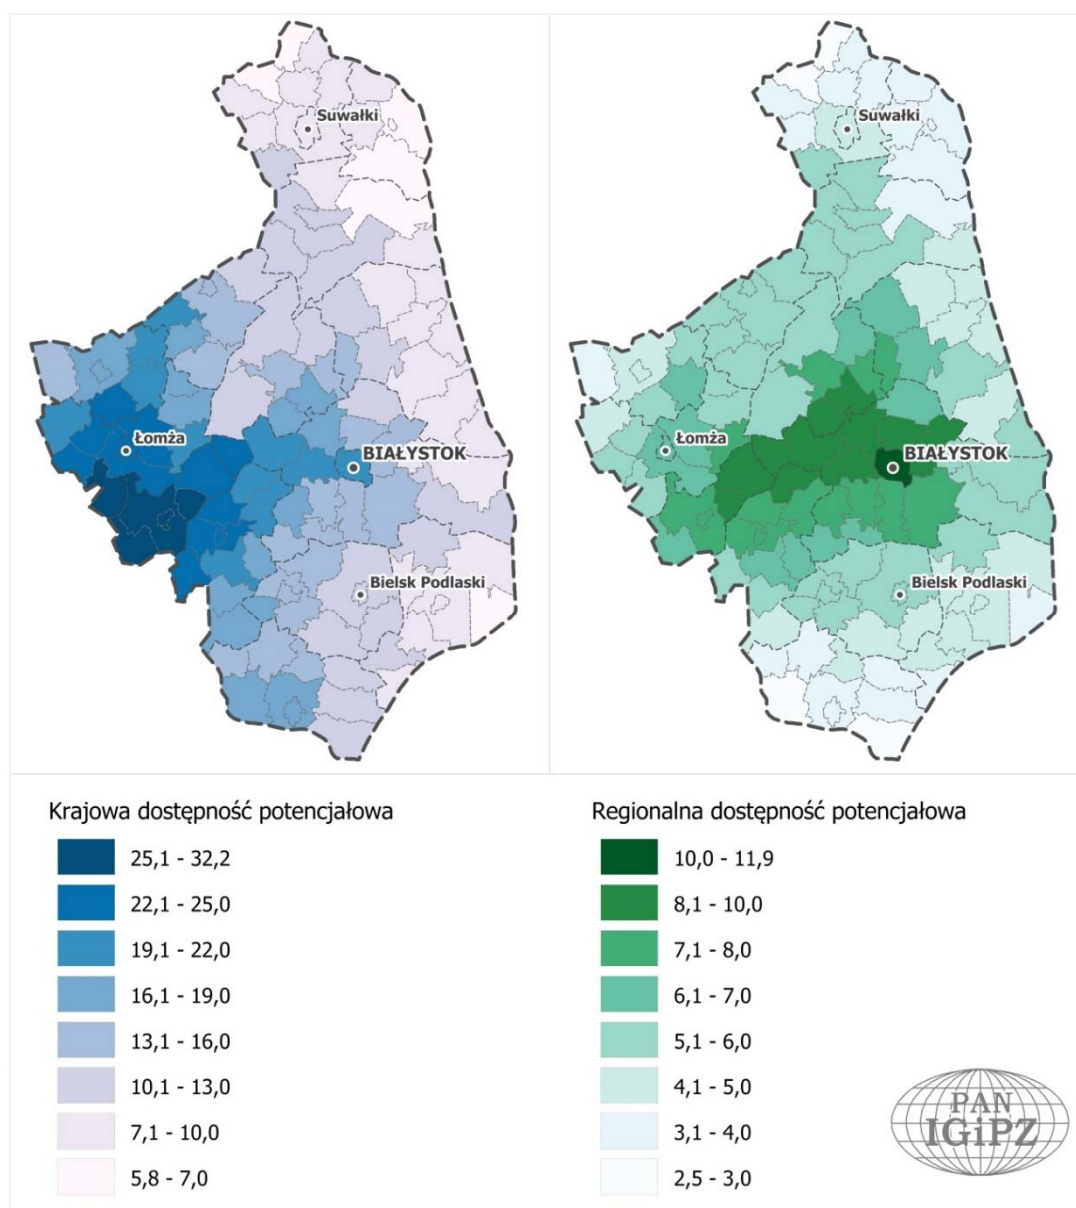 Suwałki
Łomża
BIAŁYSTOK
Bielsk Podlaski
Suwałki
Łomża
BIAŁYSTOK
Bielsk Podlaski
Krajowa dostępność potencjałowa
25,1 - 32,2
22,1 - 25,0
19,1 - 22,0
16,1 - 19,0
13,1 - 16,0
10,1 - 13,0
7,1 - 10,0
5,8 - 7,0
Regionalna dostępność potencjałowa
10,0 - 11,9
8,1 - 10,0
7,1 - 8,0
6,1 - 7,0
5,1 - 6,0
4,1 - 5,0
3,1 - 4,0
2,5 - 3,0
PAN
IGiPZ